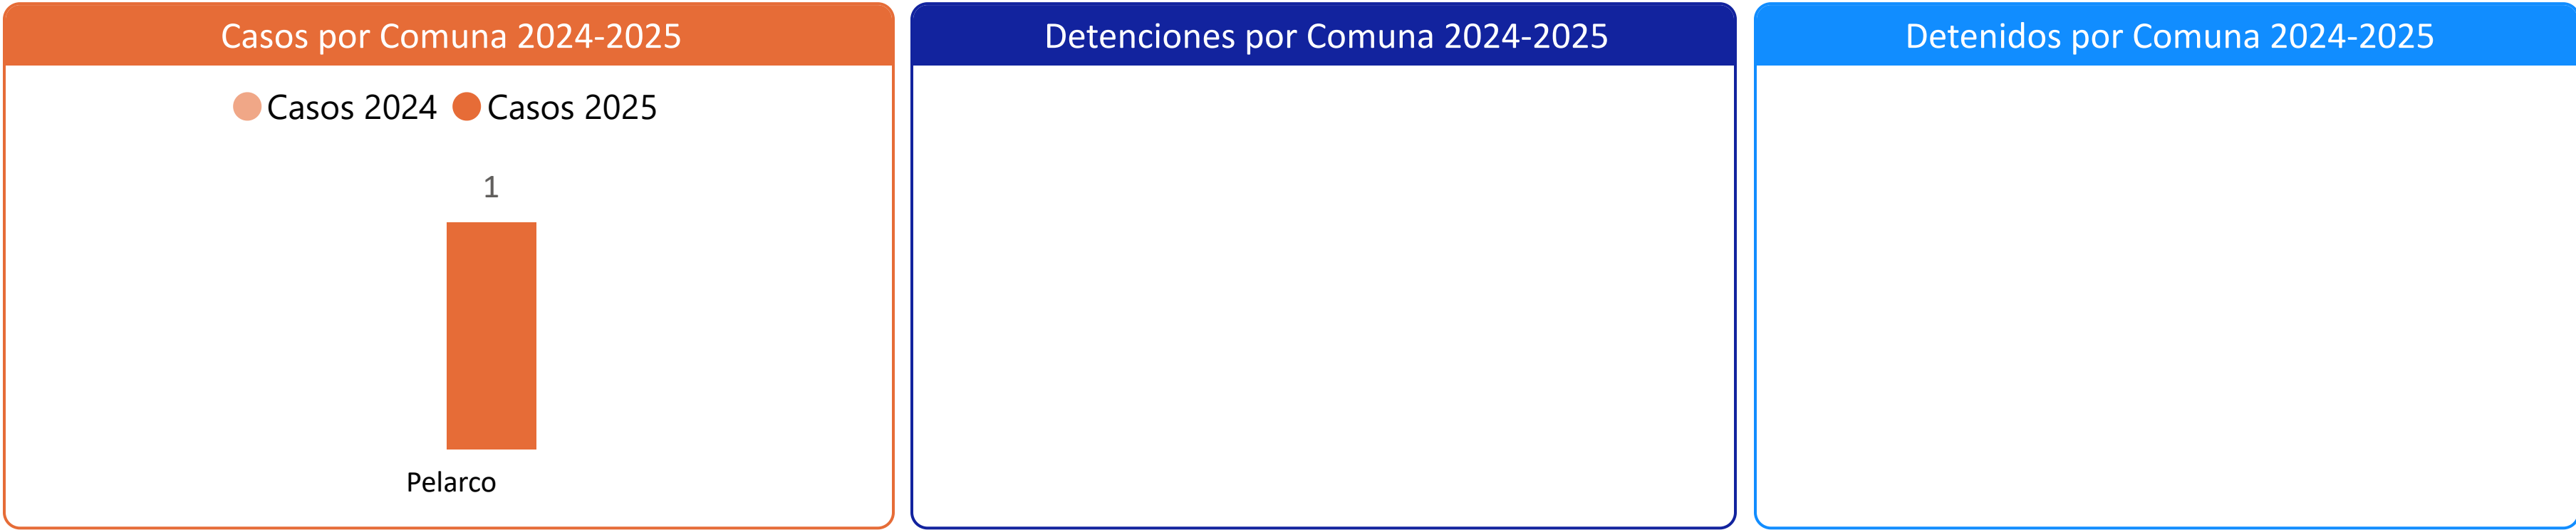 Casos por Comuna 2024-2025
Casos 2024 Casos 2025
1
Pelarco
Detenciones por Comuna 2024-2025
Detenidos por Comuna 2024-2025